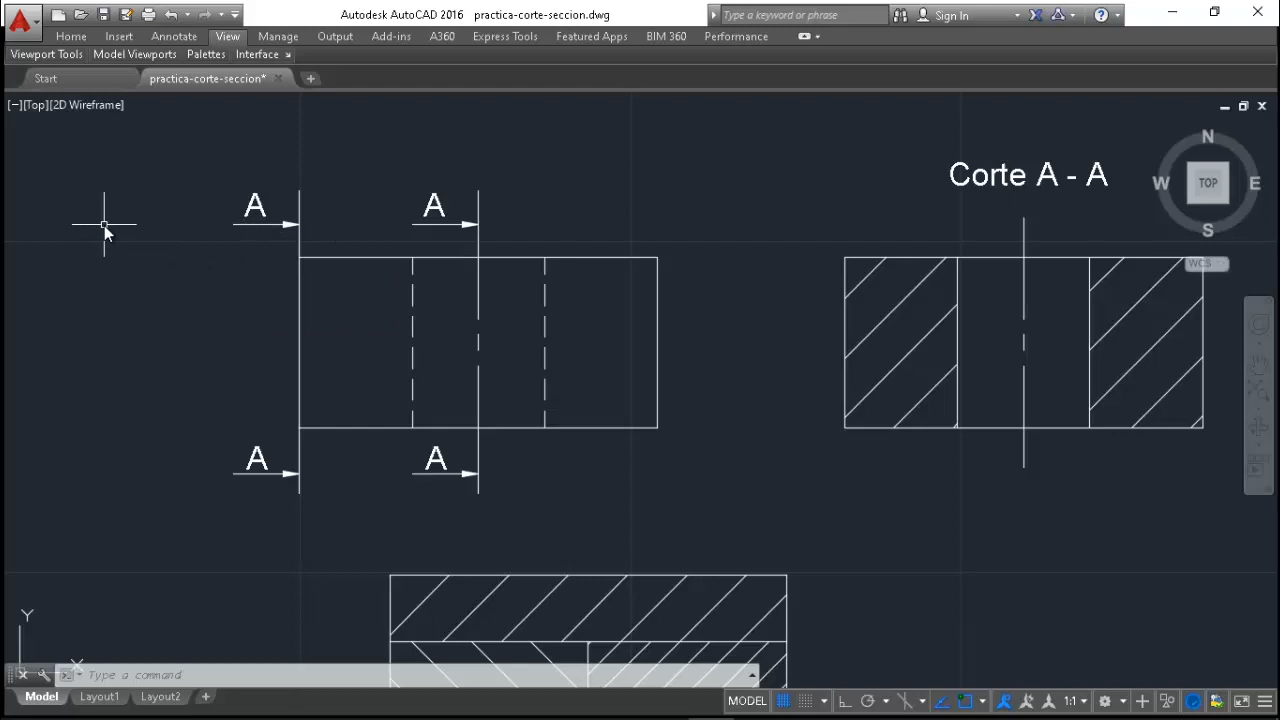 Autodesk AutoCAD 2016 practica-corte-seccion.dwg
Type a keyword or phrase
Sign In
Home Insert Annotate View Manage Output Add-ins A360 Express Tools Featured Apps BIM 360 Performance
Viewport Tools Model Viewports Palettes Interface
Start practica-corte-seccion*
[−][Top][2D Wireframe]
N
W TOP E
S
WCS
Corte A - A
A A
A A
Y
X
Type a command
Model Layout1 Layout2
MODEL 1:1